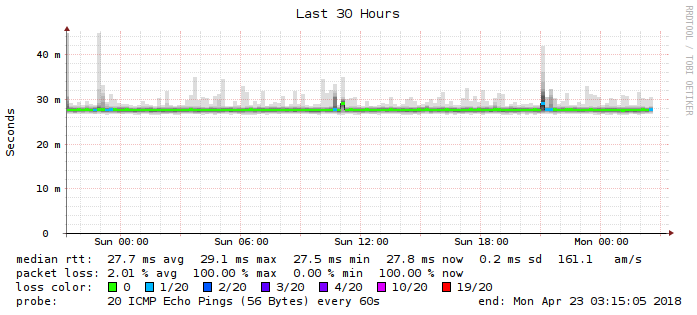 Last 30 Hours
RRDTOOL / TOBI OETIKER
40 m
30 m
20 m
10 m
0
Seconds
Sun 00:00 Sun 06:00 Sun 12:00 Sun 18:00 Mon 00:00
median rtt: 27.7 ms avg 29.1 ms max 27.5 ms min 27.8 ms now 0.2 ms sd 161.1 am/s
packet loss: 2.01 % avg 100.00 % max 0.00 % min 100.00 % now
loss color: 0 1/20 2/20 3/20 4/20 10/20 19/20
probe: 20 ICMP Echo Pings (56 Bytes) every 60s end: Mon Apr 23 03:15:05 2018